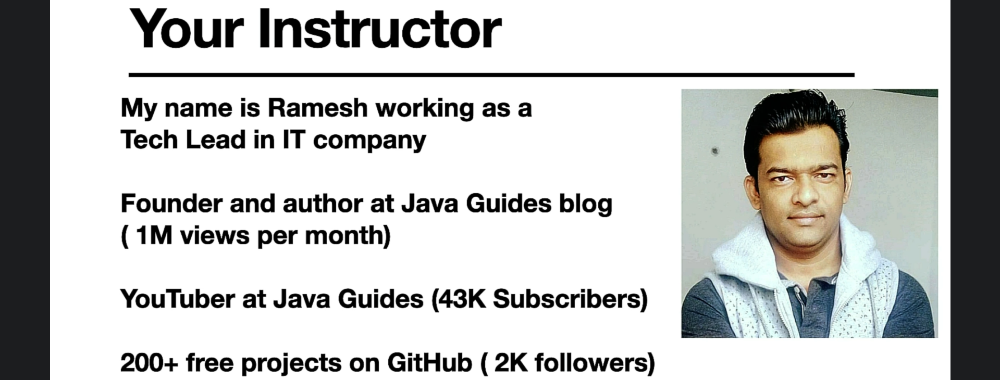 Your Instructor
My name is Ramesh working as a
Tech Lead in IT company
Founder and author at Java Guides blog
( 1M views per month)
YouTuber at Java Guides (43K Subscribers)
200+ free projects on GitHub ( 2K followers)